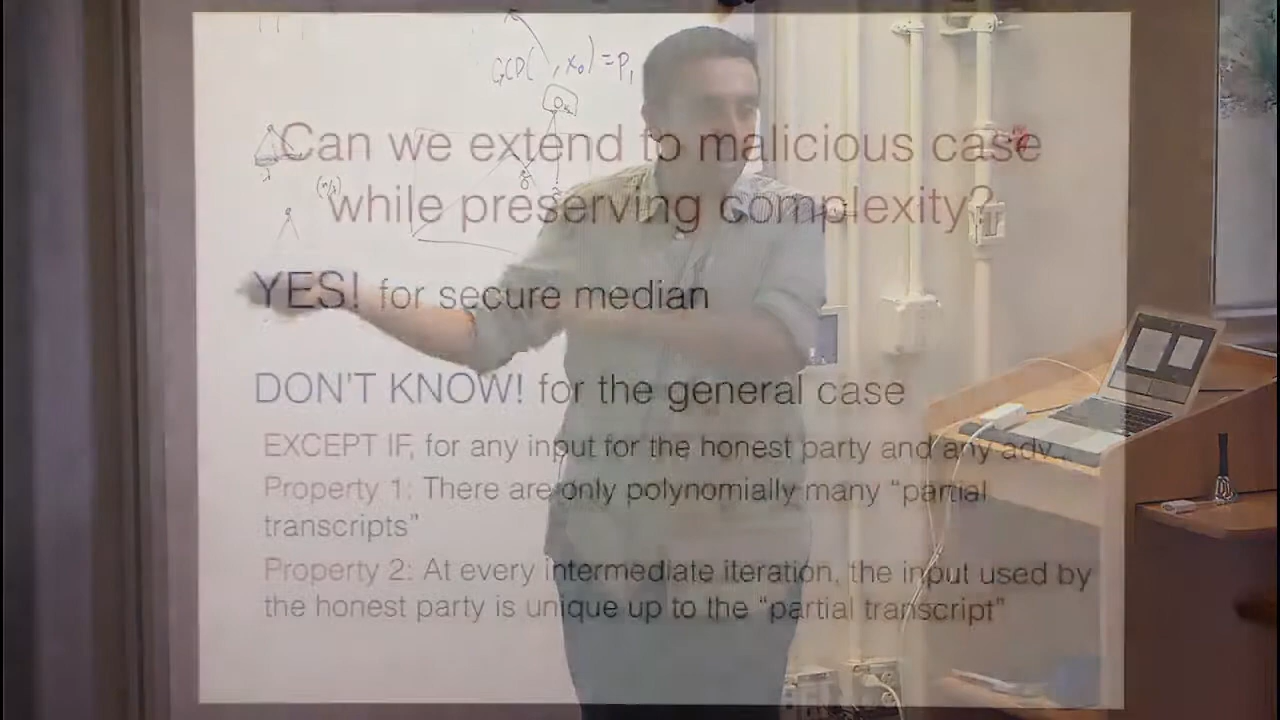 GCD( , x₀) = P₁
Can we extend to malicious case
while preserving complexity?
YES! for secure median
DON'T KNOW! for the general case
EXCEPT IF, for any input for the honest party and any adv..
Property 1: There are only polynomially many “partial
transcripts”
Property 2: At every intermediate iteration, the input used by
the honest party is unique up to the “partial transcript”